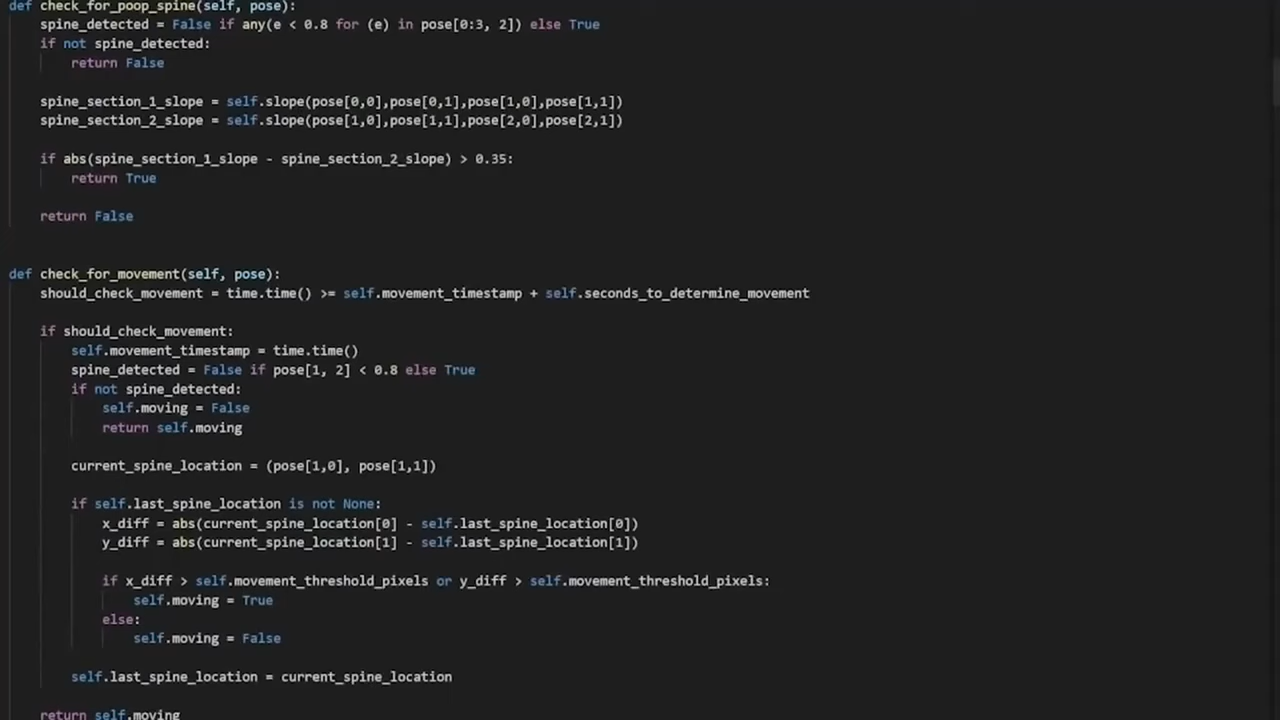 def check_for_poop_spine(self, pose):
    spine_detected = False if any(e < 0.8 for (e) in pose[0:3, 2]) else True
    if not spine_detected:
        return False

    spine_section_1_slope = self.slope(pose[0,0],pose[0,1],pose[1,0],pose[1,1])
    spine_section_2_slope = self.slope(pose[1,0],pose[1,1],pose[2,0],pose[2,1])

    if abs(spine_section_1_slope - spine_section_2_slope) > 0.35:
        return True

    return False


def check_for_movement(self, pose):
    should_check_movement = time.time() >= self.movement_timestamp + self.seconds_to_determine_movement

    if should_check_movement:
        self.movement_timestamp = time.time()
        spine_detected = False if pose[1, 2] < 0.8 else True
        if not spine_detected:
            self.moving = False
            return self.moving

        current_spine_location = (pose[1,0], pose[1,1])

        if self.last_spine_location is not None:
            x_diff = abs(current_spine_location[0] - self.last_spine_location[0])
            y_diff = abs(current_spine_location[1] - self.last_spine_location[1])

            if x_diff > self.movement_threshold_pixels or y_diff > self.movement_threshold_pixels:
                self.moving = True
            else:
                self.moving = False

        self.last_spine_location = current_spine_location

    return self.moving